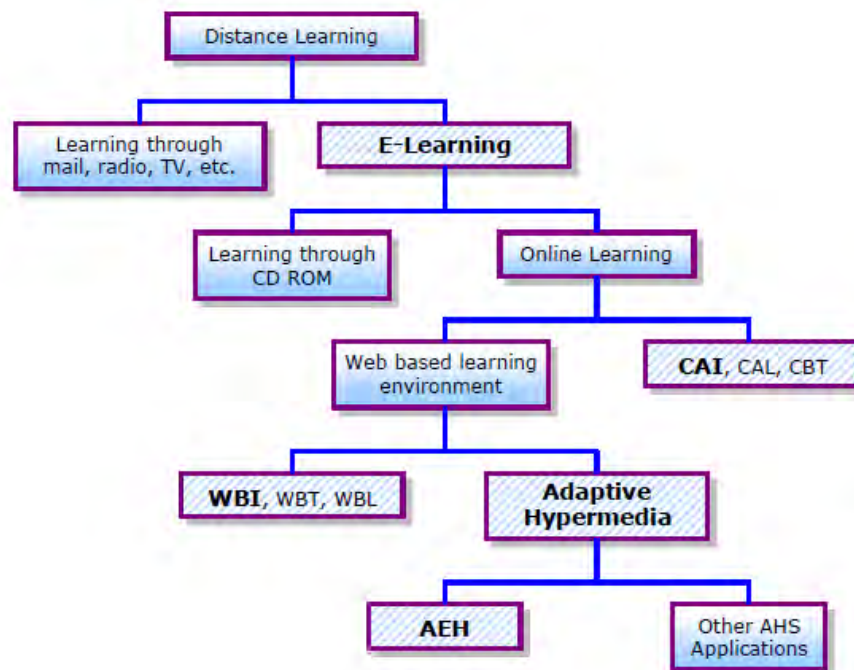 Distance Learning
Learning through
mail, radio, TV, etc.
E-Learning
Learning through
CD ROM
Online Learning
Web based learning
environment
CAI, CAL, CBT
WBI, WBT, WBL
Adaptive
Hypermedia
AEH
Other AHS
Applications